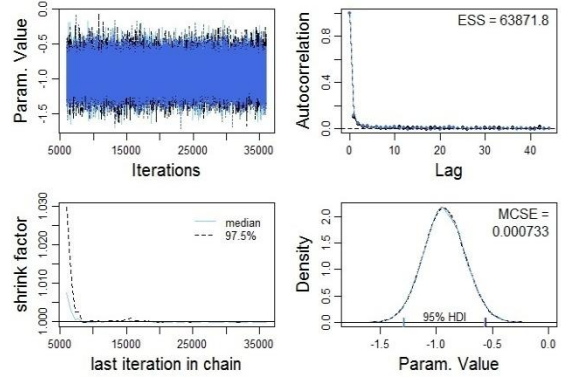 Param. Value
0.0
-0.5
-1.0
-1.5
5000 15000 25000 35000
Iterations
Autocorrelation
0.8
0.4
0.0
ESS = 63871.8
0 10 20 30 40
Lag
shrink factor
1.030
1.020
1.010
1.000
median
97.5%
5000 15000 25000 35000
last iteration in chain
Density
2.0
1.5
1.0
0.5
0.0
MCSE =
0.000733
95% HDI
-1.5 -1.0 -0.5 0.0
Param. Value